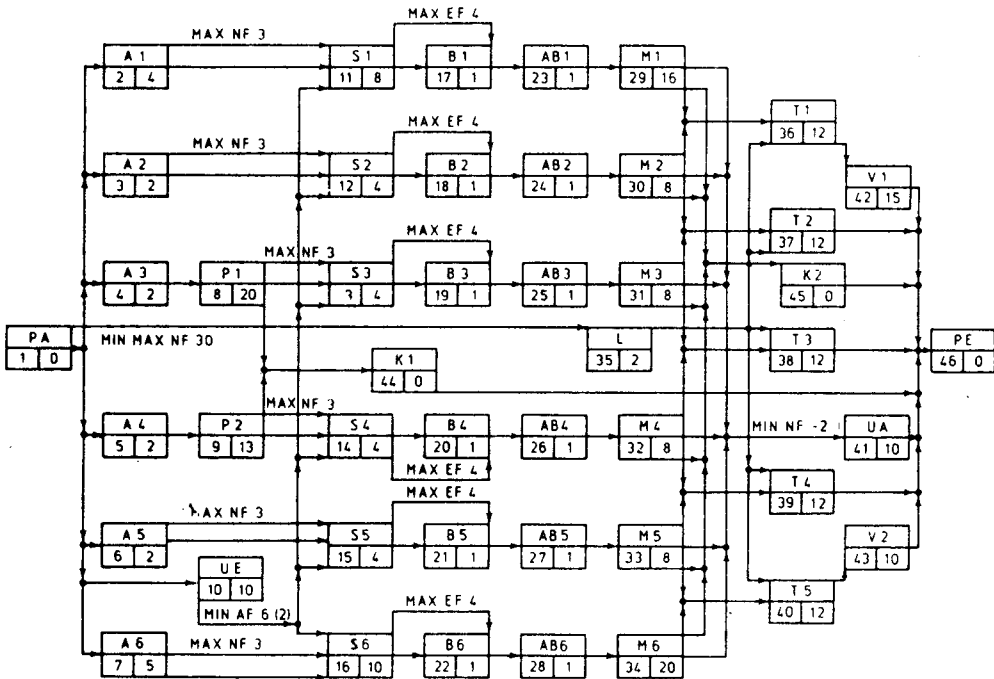 MAX EF 4
MAX NF 3
A 1
2 4
S 1
11 8
B 1
17 1
AB 1
23 1
M 1
29 16
T 1
36 12
MAX EF 4
MAX NF 3
A 2
3 2
S 2
12 4
B 2
18 1
AB 2
24 1
M 2
30 8
V 1
42 15
T 2
37 12
MAX EF 4
MAX NF 3
A 3
4 2
P 1
8 20
S 3
3 4
B 3
19 1
AB 3
25 1
M 3
31 8
K 2
45 0
PA
1 0
MIN MAX NF 30
L
35 2
T 3
38 12
PE
46 0
K 1
44 0
MAX NF 3
A 4
5 2
P 2
9 13
S 4
14 4
B 4
20 1
AB 4
26 1
M 4
32 8
MIN NF -2
UA
41 10
MAX EF 4
T 4
39 12
MAX EF 4
MAX NF 3
A 5
6 2
S 5
15 4
B 5
21 1
AB 5
27 1
M 5
33 8
V 2
43 10
UE
10 10
MIN AF 6 (2)
T 5
40 12
MAX EF 4
MAX NF 3
A 6
7 5
S 6
16 10
B 6
22 1
AB 6
28 1
M 6
34 20